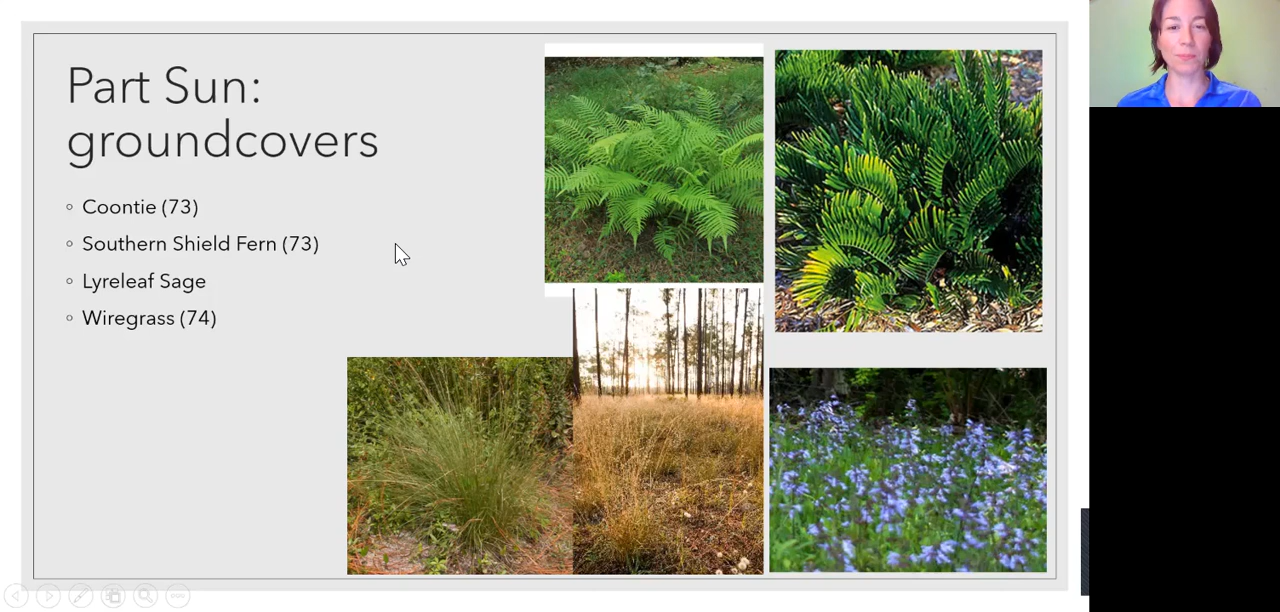 Part Sun:
groundcovers
Coontie (73)
Southern Shield Fern (73)
Lyreleaf Sage
Wiregrass (74)